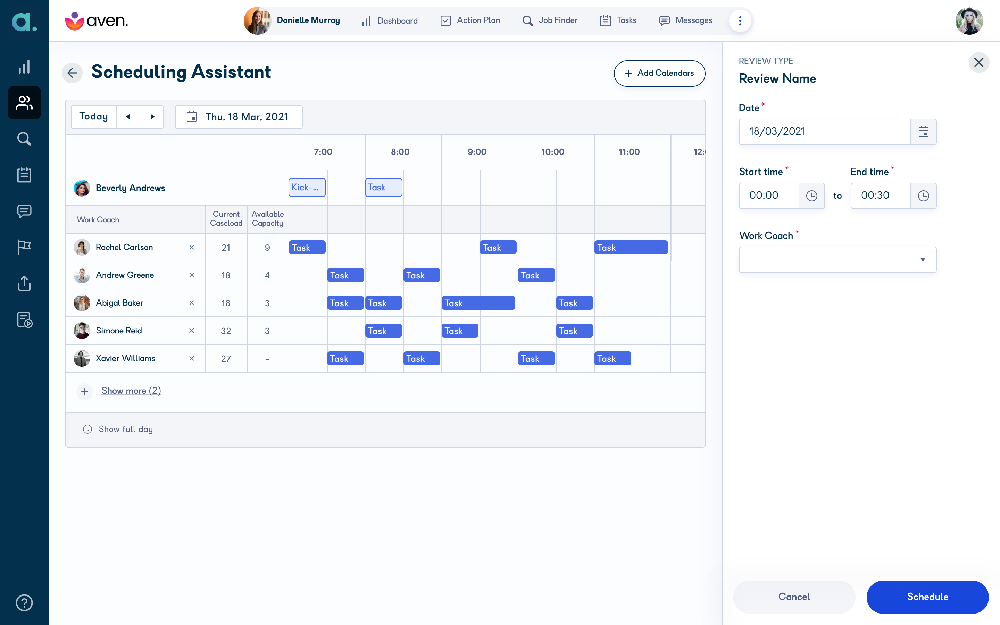 a.
aven.
Danielle Murray
Dashboard
Action Plan
Job Finder
Tasks
Messages
Scheduling Assistant
+ Add Calendars
Today
Thu, 18 Mar, 2021
7:00 8:00 9:00 10:00 11:00 12:
Beverly Andrews Kick-... Task
Work Coach
Current Caseload
Available Capacity
Rachel Carlson × 21 9 Task Task Task
Andrew Greene × 18 4 Task Task Task
Abigal Baker × 18 3 Task Task Task Task
Simone Reid × 32 3 Task Task Task
Xavier Williams × 27 - Task Task Task Task
+ Show more (2)
Show full day
REVIEW TYPE
Review Name
Date *
18/03/2021
Start time * End time *
00:00 to 00:30
Work Coach *
Cancel Schedule
?